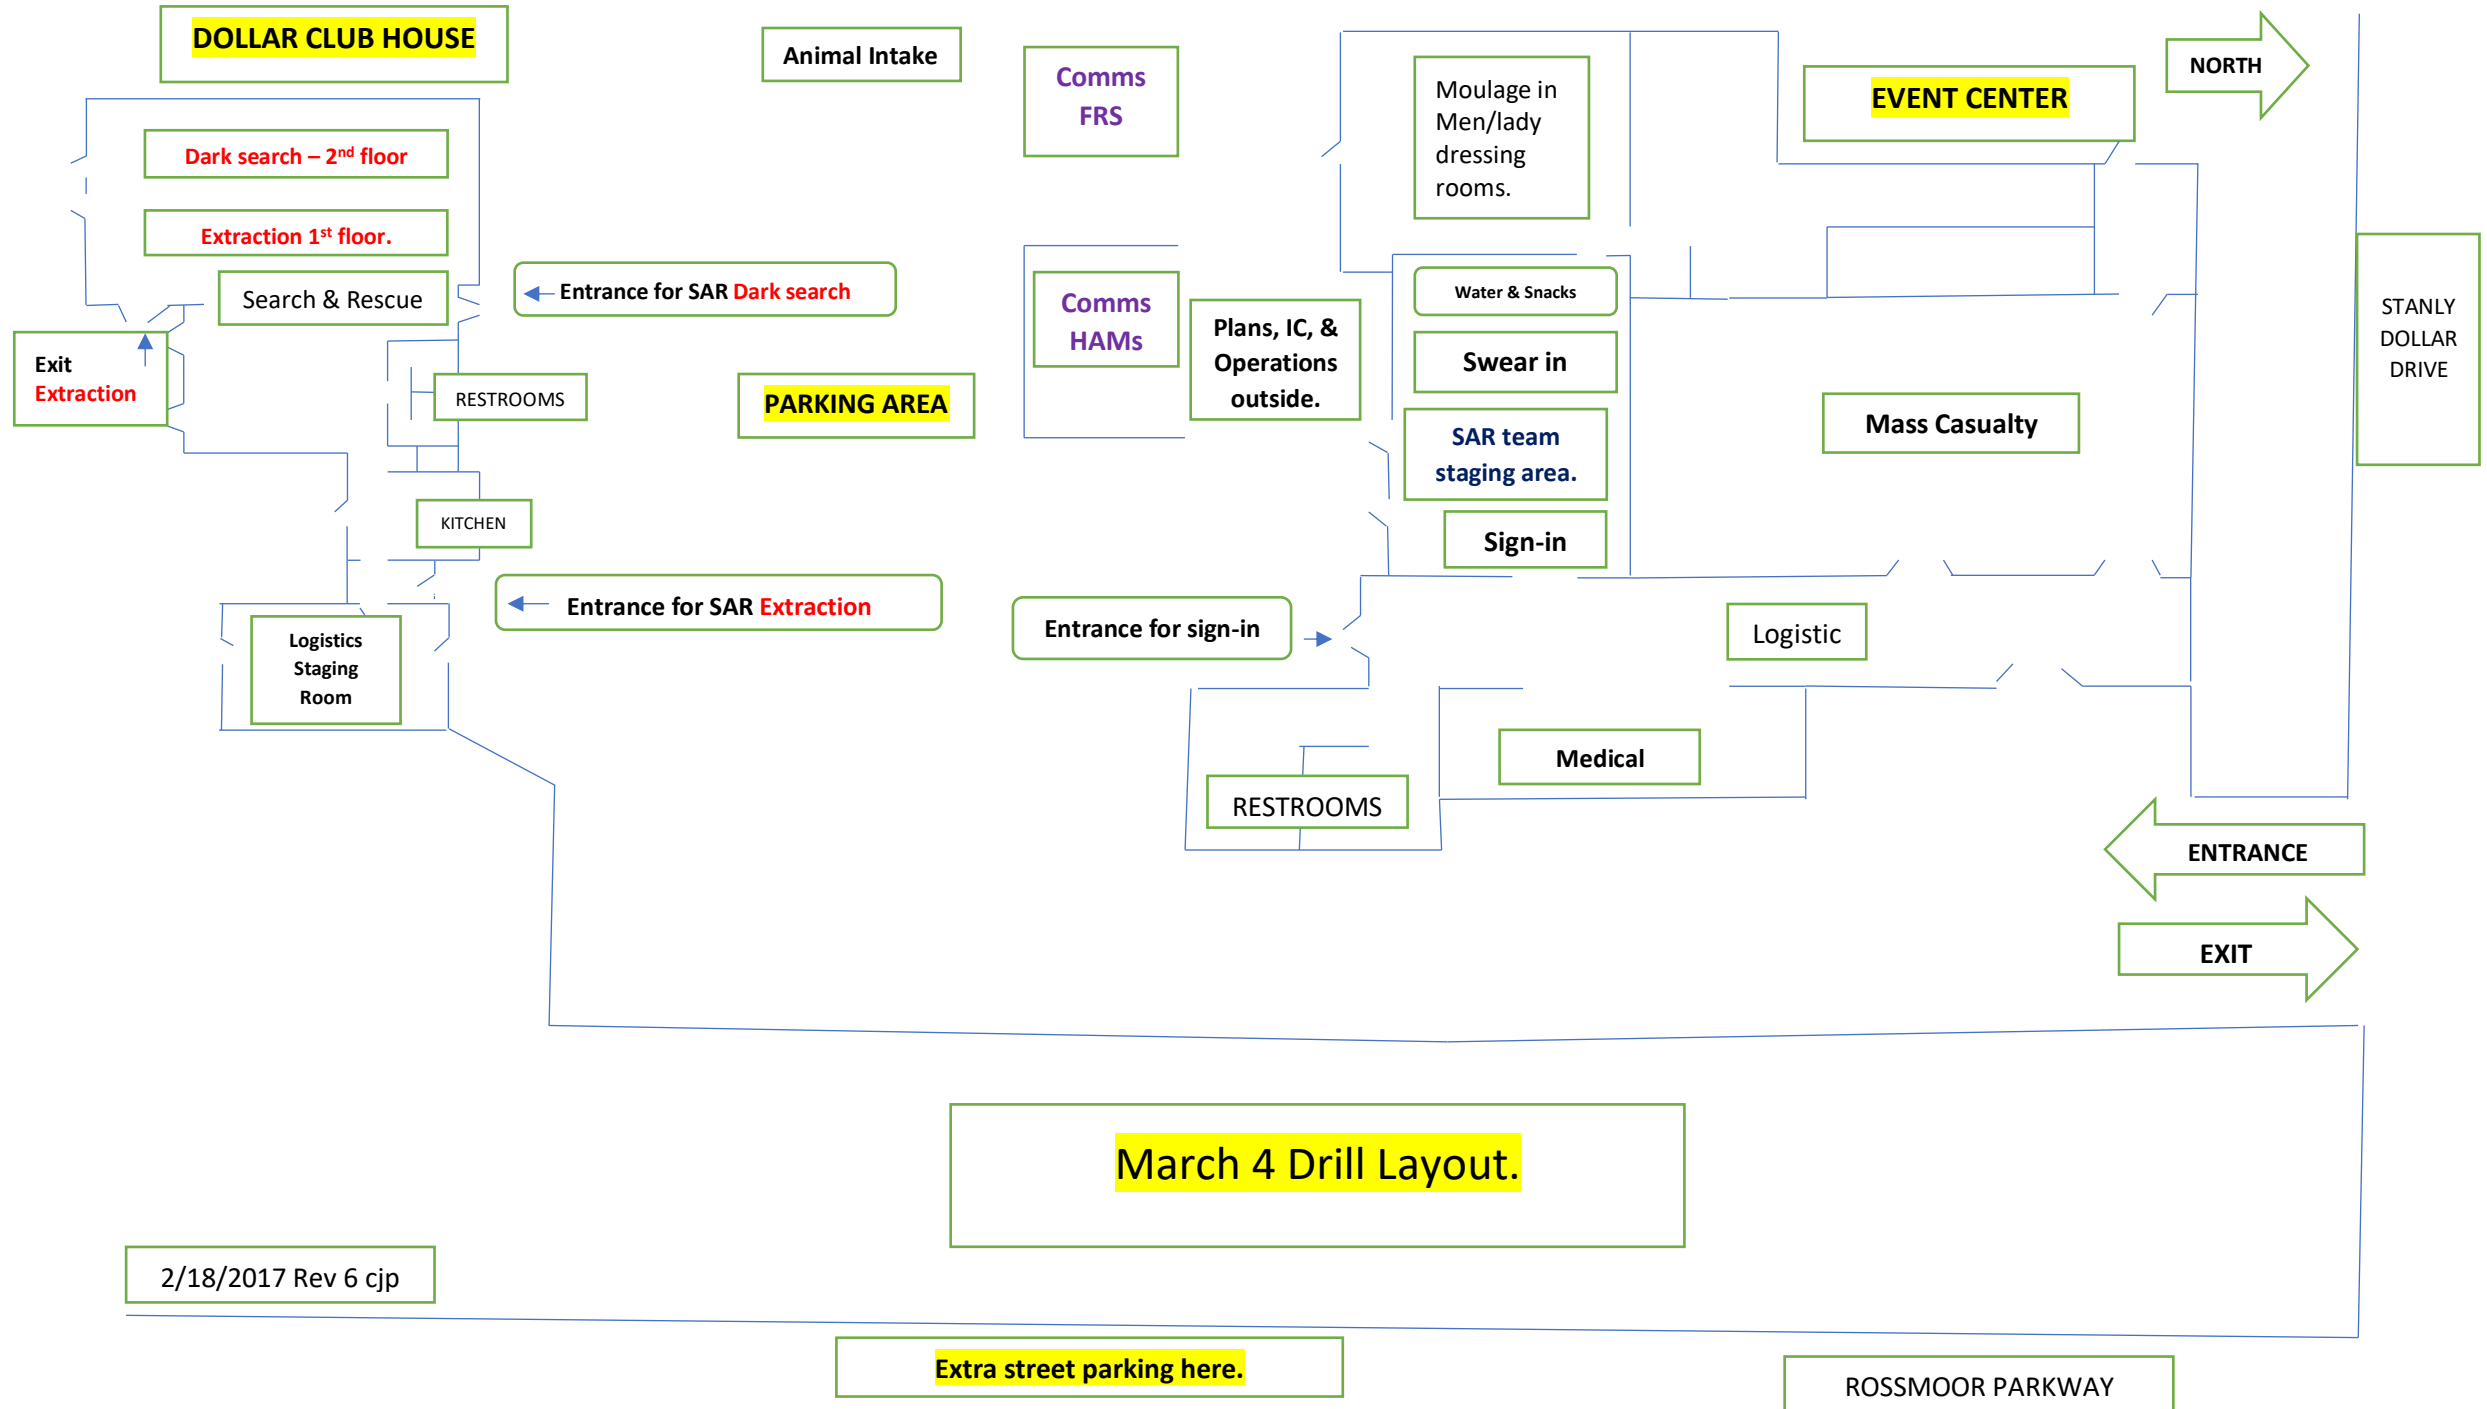 DOLLAR CLUB HOUSE
Animal Intake
Comms
FRS
Moulage in
Men/lady
dressing
rooms.
EVENT CENTER
NORTH
Dark search – 2nd floor
Extraction 1st floor.
Search & Rescue
Entrance for SAR Dark search
Exit
Extraction
RESTROOMS
PARKING AREA
Comms
HAMs
Plans, IC, &
Operations
outside.
Water & Snacks
Swear in
SAR team
staging area.
Sign-in
Mass Casualty
STANLY
DOLLAR
DRIVE
KITCHEN
Entrance for SAR Extraction
Entrance for sign-in
Logistic
Logistics
Staging
Room
Medical
RESTROOMS
ENTRANCE
EXIT
March 4 Drill Layout.
2/18/2017 Rev 6 cjp
Extra street parking here.
ROSSMOOR PARKWAY